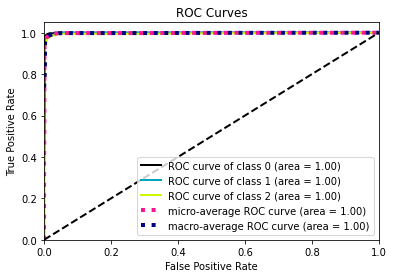 ROC Curves
True Positive Rate
1.0
0.8
0.6
0.4
0.2
0.0
ROC curve of class 0 (area = 1.00)
ROC curve of class 1 (area = 1.00)
ROC curve of class 2 (area = 1.00)
micro-average ROC curve (area = 1.00)
macro-average ROC curve (area = 1.00)
0.0 0.2 0.4 0.6 0.8 1.0
False Positive Rate